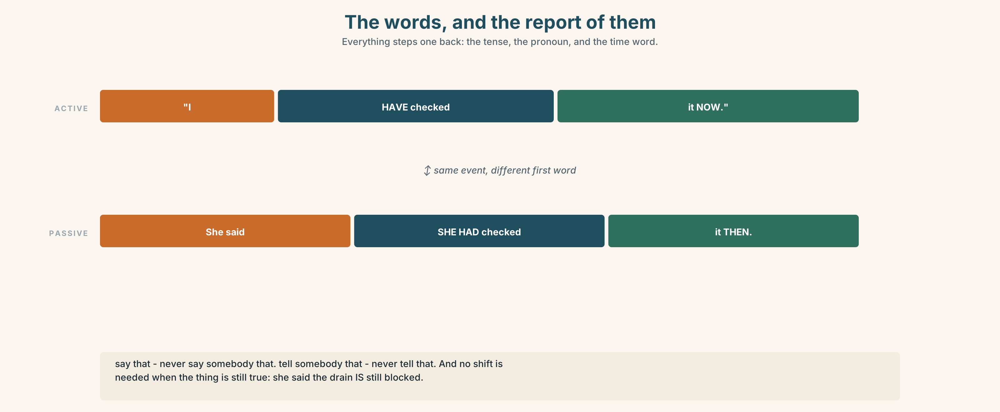 The words, and the report of them
Everything steps one back: the tense, the pronoun, and the time word.
ACTIVE "I HAVE checked it NOW."
↕ same event, different first word
PASSIVE She said SHE HAD checked it THEN.
say that - never say somebody that. tell somebody that - never tell that. And no shift is
needed when the thing is still true: she said the drain IS still blocked.